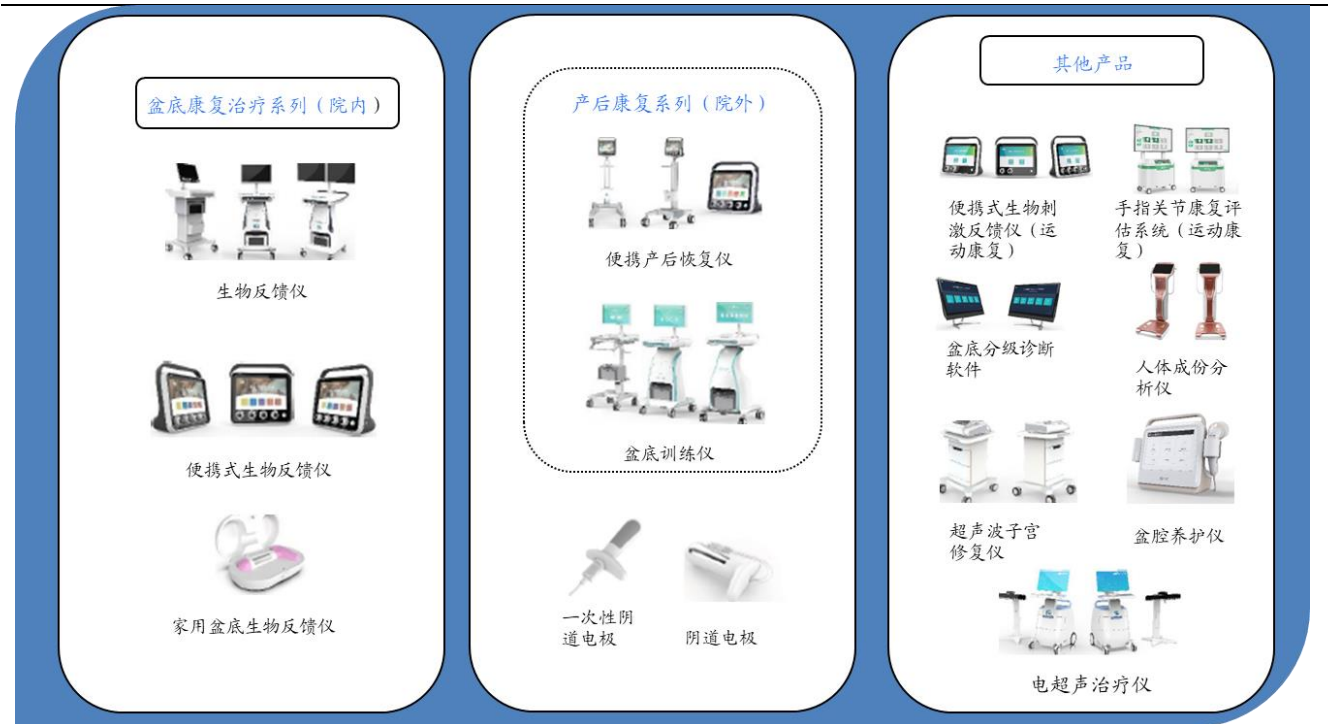 盆底康复治疗系列（院内）
生物反馈仪
便携式生物反馈仪
家用盆底生物反馈仪
产后康复系列（院外）
便携产后恢复仪
盆底训练仪
一次性阴
道电极
阴道电极
其他产品
便携式生物刺
激反馈仪（运
动康复）
手指关节康复评
估系统（运动康
复）
盆底分级诊断
软件
人体成份分
析仪
超声波子宫
修复仪
盆腔养护仪
电超声治疗仪